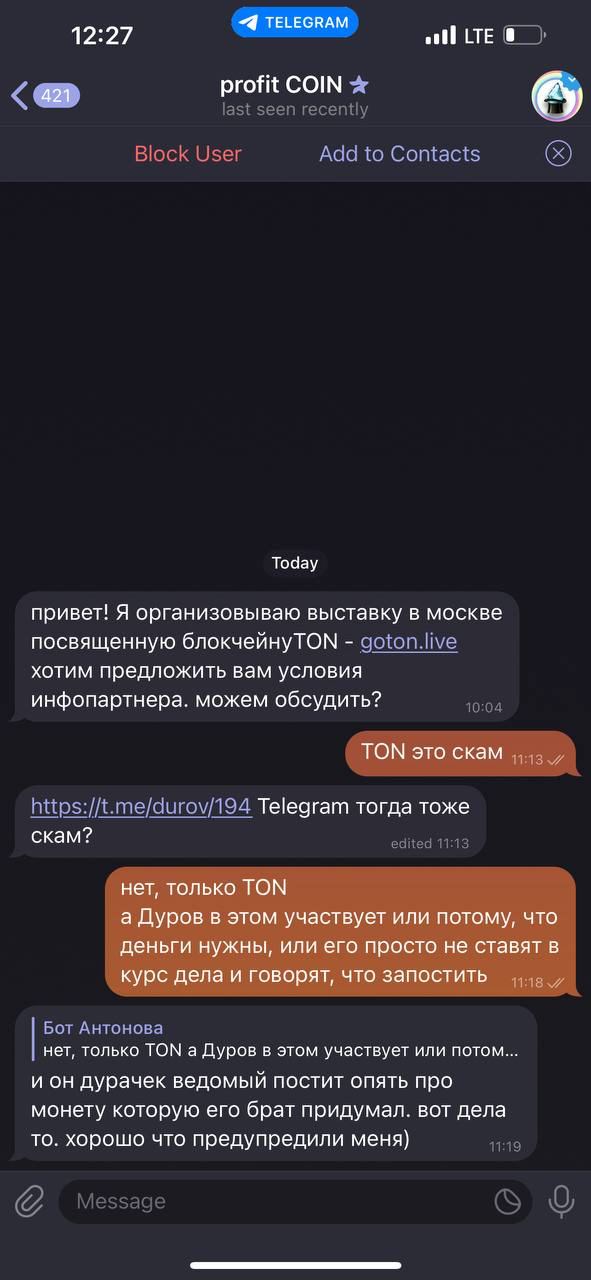 12:27
TELEGRAM
LTE
421
profit COIN
last seen recently
Block User
Add to Contacts
Today
привет! Я организовываю выставку в москве
посвященную блокчейнуTON - goton.live
хотим предложить вам условия
инфопартнера. можем обсудить?
10:04
TON это скам
11:13
https://t.me/durov/194 Telegram тогда тоже
скам?
edited 11:13
нет, только TON
а Дуров в этом участвует или потому, что
деньги нужны, или его просто не ставят в
курс дела и говорят, что запостить
11:18
Бот Антонова
нет, только TON а Дуров в этом участвует или потом...
и он дурачек ведомый постит опять про
монету которую его брат придумал. вот дела
то. хорошо что предупредили меня)
11:19
Message